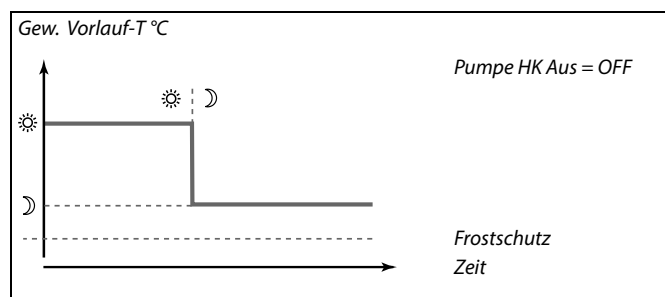 Gew. Vorlauf-T °C
Pumpe HK Aus = OFF
Frostschutz
Zeit